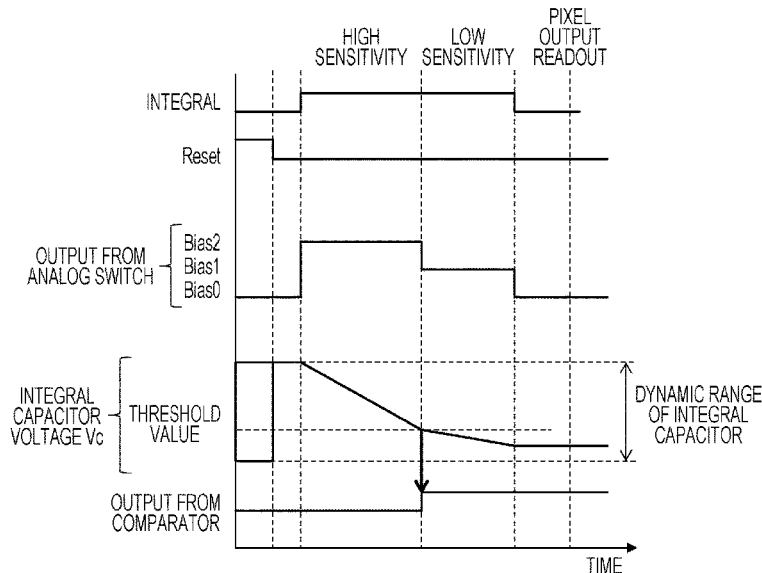 HIGH
SENSITIVITY
LOW
SENSITIVITY
PIXEL
OUTPUT
READOUT
INTEGRAL
Reset
OUTPUT FROM
ANALOG SWITCH
Bias2
Bias1
Bias0
INTEGRAL
CAPACITOR
VOLTAGE Vc
THRESHOLD
VALUE
DYNAMIC RANGE
OF INTEGRAL
CAPACITOR
OUTPUT FROM
COMPARATOR
TIME